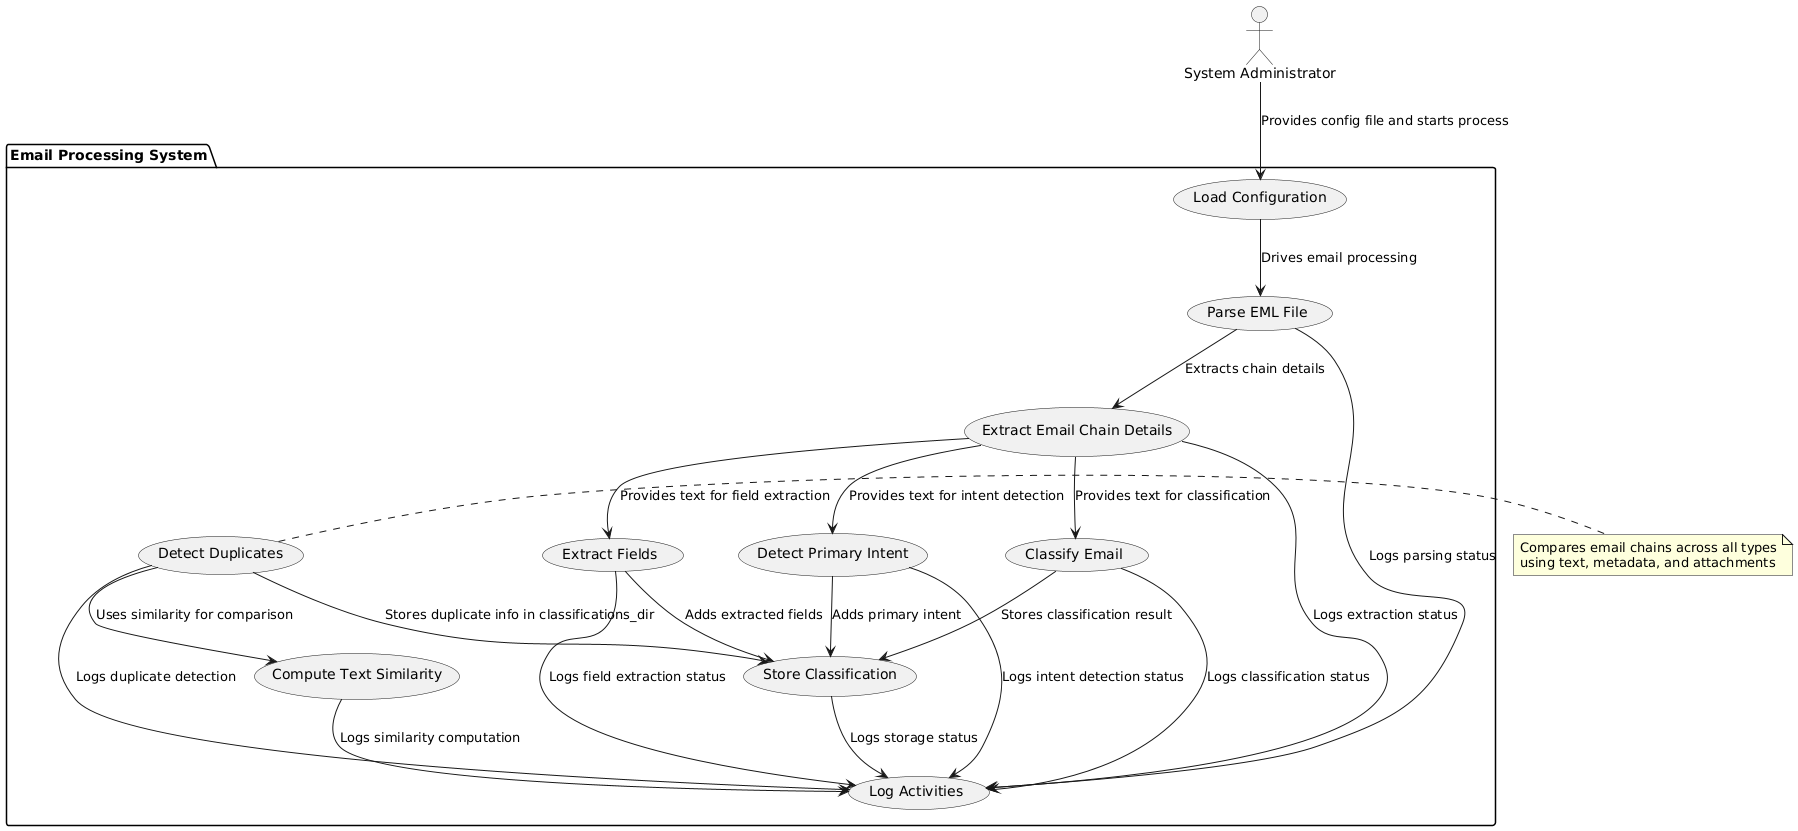 System Administrator
Provides config file and starts process
Email Processing System
Load Configuration
Drives email processing
Parse EML File
Extracts chain details
Extract Email Chain Details
Provides text for field extraction
Provides text for intent detection
Provides text for classification
Detect Duplicates
Extract Fields
Detect Primary Intent
Classify Email
Logs parsing status
Compares email chains across all types
using text, metadata, and attachments
Uses similarity for comparison
Stores duplicate info in classifications_dir
Adds extracted fields
Adds primary intent
Stores classification result
Logs extraction status
Logs duplicate detection
Compute Text Similarity
Logs field extraction status
Store Classification
Logs intent detection status
Logs classification status
Logs similarity computation
Logs storage status
Log Activities